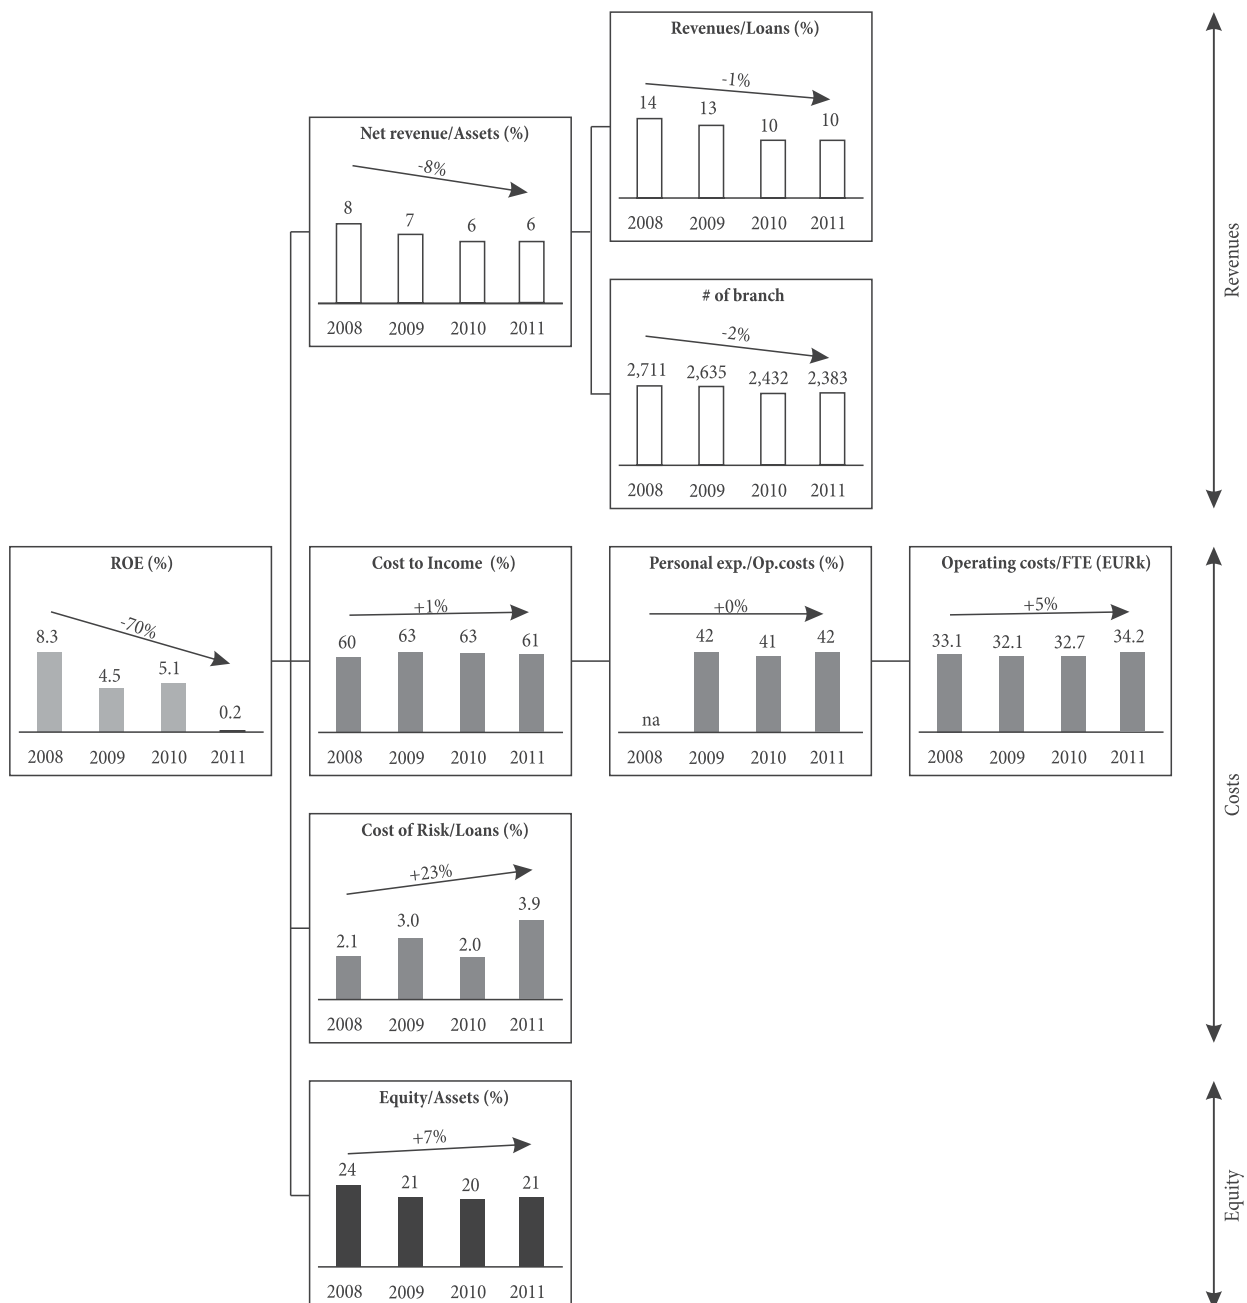 Revenues/Loans (%)
-1%
14 13 10 10
2008 2009 2010 2011
Net revenue/Assets (%)
-8%
8 7 6 6
2008 2009 2010 2011
# of branch
-2%
2,711 2,635 2,432 2,383
2008 2009 2010 2011
Revenues
ROE (%)
-70%
8.3 4.5 5.1 0.2
2008 2009 2010 2011
Cost to Income (%)
+1%
60 63 63 61
2008 2009 2010 2011
Personal exp./Op.costs (%)
+0%
na 42 41 42
2008 2009 2010 2011
Operating costs/FTE (EURk)
+5%
33.1 32.1 32.7 34.2
2008 2009 2010 2011
Cost of Risk/Loans (%)
+23%
2.1 3.0 2.0 3.9
2008 2009 2010 2011
Costs
Equity/Assets (%)
+7%
24 21 20 21
2008 2009 2010 2011
Equity